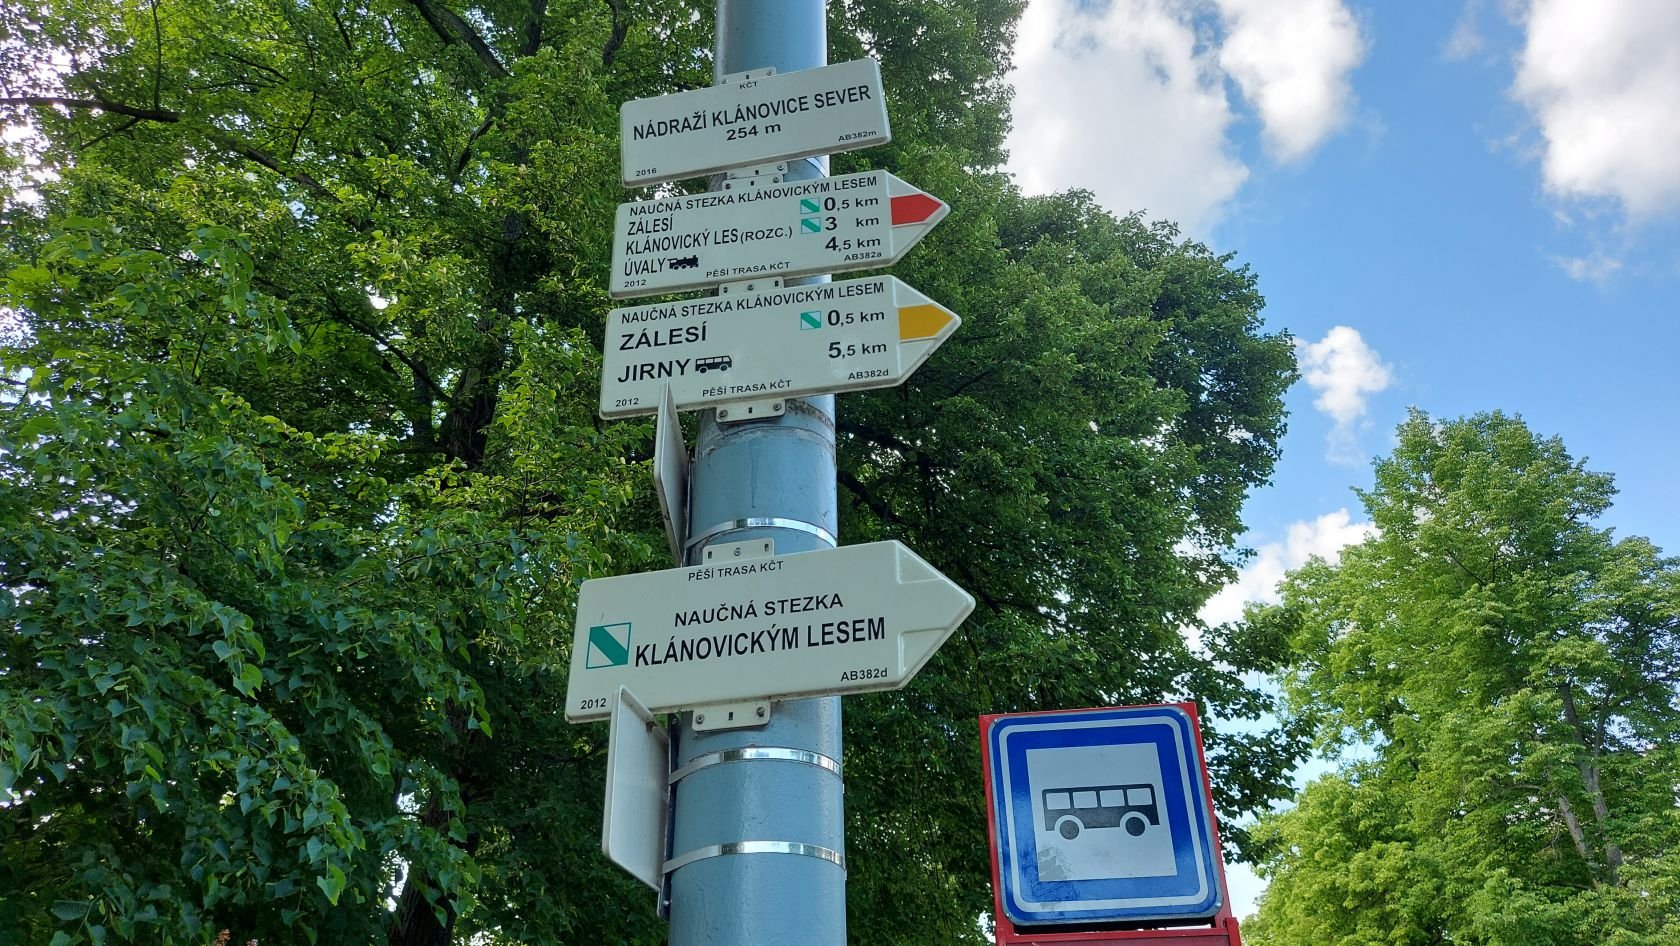 KČT
NÁDRAŽÍ KLÁNOVICE SEVER
254 m
2016 AB382m
NAUČNÁ STEZKA KLÁNOVICKÝM LESEM
ZÁLESÍ 0,5 km
KLÁNOVICKÝ LES (ROZC.) 3 km
ÚVALY 4,5 km
2012 PĚŠÍ TRASA KČT AB382a
NAUČNÁ STEZKA KLÁNOVICKÝM LESEM
ZÁLESÍ 0,5 km
JIRNY 5,5 km
2012 PĚŠÍ TRASA KČT AB382d
PĚŠÍ TRASA KČT
NAUČNÁ STEZKA
KLÁNOVICKÝM LESEM
2012 AB382d